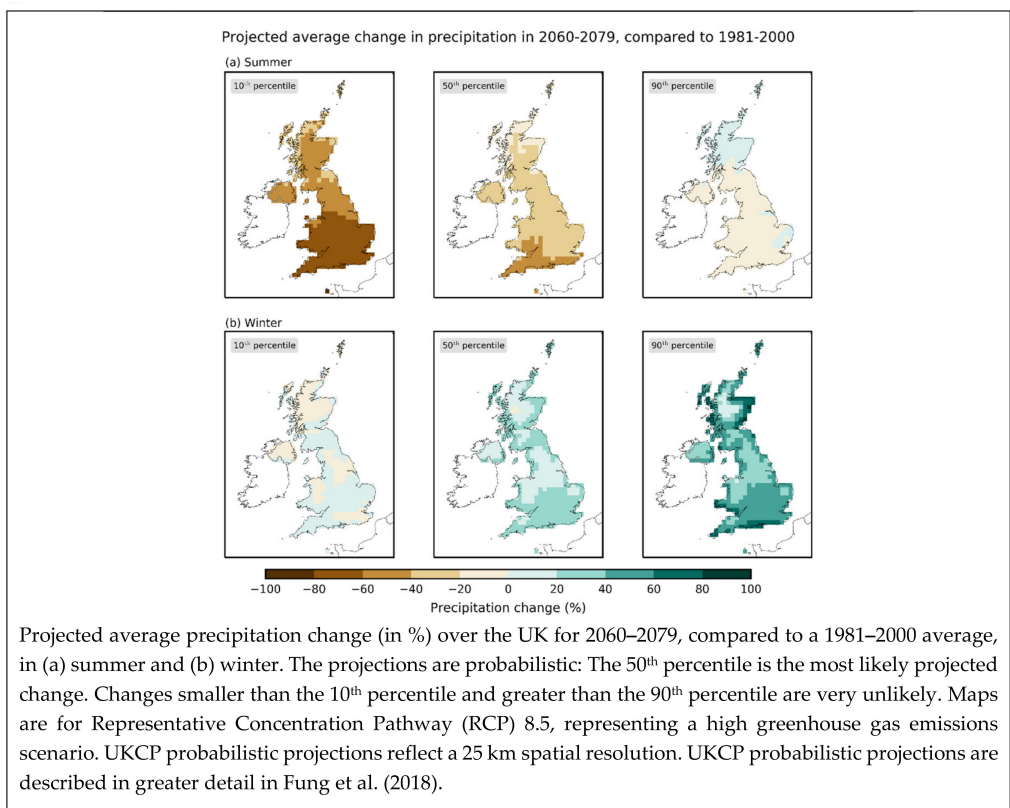 Projected average change in precipitation in 2060-2079, compared to 1981-2000
(a) Summer
10th percentile
50th percentile
90th percentile
(b) Winter
10th percentile
50th percentile
90th percentile
−100 −80 −60 −40 −20 0 20 40 60 80 100
Precipitation change (%)
Projected average precipitation change (in %) over the UK for 2060–2079, compared to a 1981–2000 average,
in (a) summer and (b) winter. The projections are probabilistic: The 50th percentile is the most likely projected
change. Changes smaller than the 10th percentile and greater than the 90th percentile are very unlikely. Maps
are for Representative Concentration Pathway (RCP) 8.5, representing a high greenhouse gas emissions
scenario. UKCP probabilistic projections reflect a 25 km spatial resolution. UKCP probabilistic projections are
described in greater detail in Fung et al. (2018).